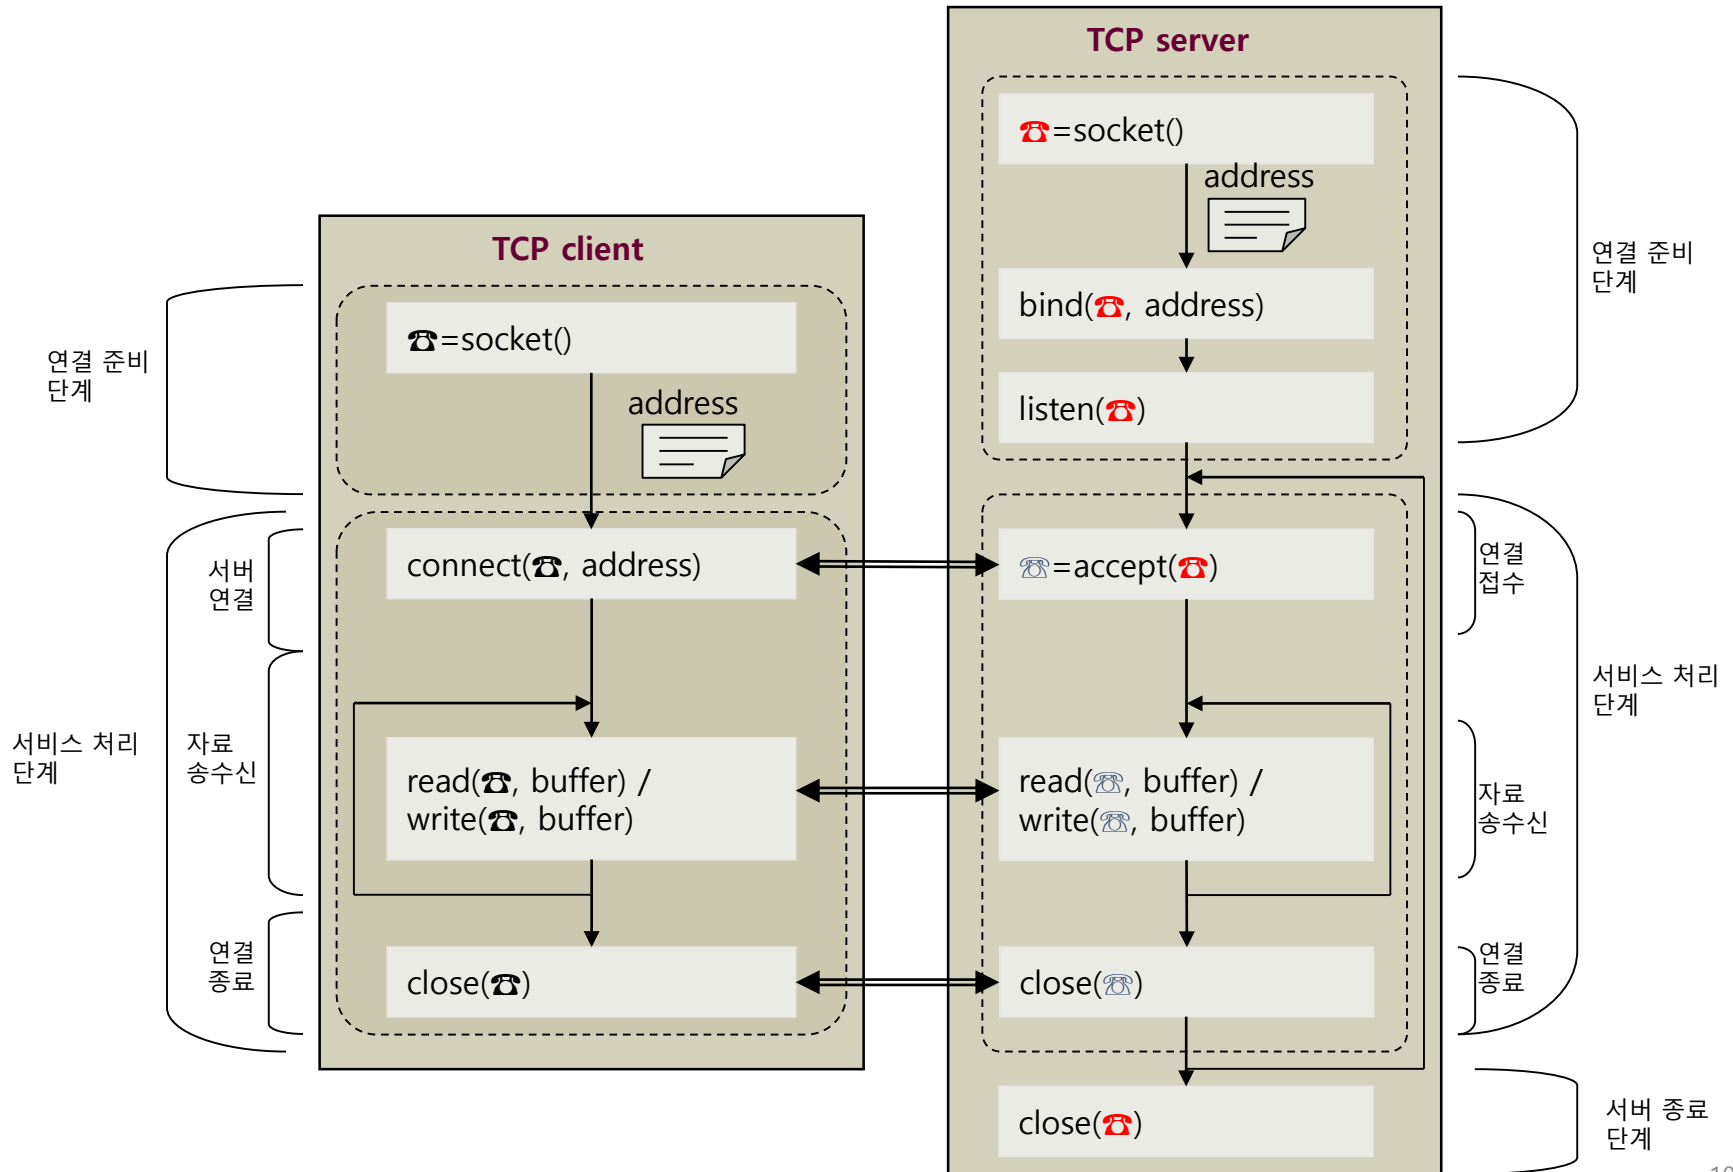 TCP server
☎=socket()
address
bind(☎, address)
listen(☎)
연결 준비
단계
TCP client
☎=socket()
address
연결 준비
단계
connect(☎, address)
☏=accept(☎)
서버
연결
연결
접수
서비스 처리
단계
서비스 처리
단계
자료
송수신
read(☎, buffer) /
write(☎, buffer)
read(☏, buffer) /
write(☏, buffer)
자료
송수신
연결
종료
close(☎)
close(☏)
연결
종료
close(☎)
서버 종료
단계